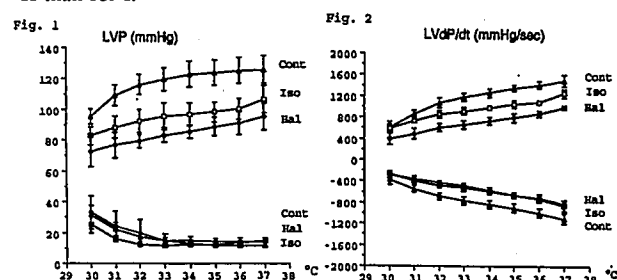 Fig. 1
LVP (mmHg)
140
120
100
80
60
40
20
0
29 30 31 32 33 34 35 36 37 38 °C
Cont
Iso
Hal
Cont
Hal
Iso
Fig. 2
LVdP/dt (mmHg/sec)
2000
1600
1200
800
400
0
-400
-800
-1200
-1600
-2000
29 30 31 32 33 34 35 36 37 38 °C
Cont
Iso
Hal
Hal
Iso
Cont